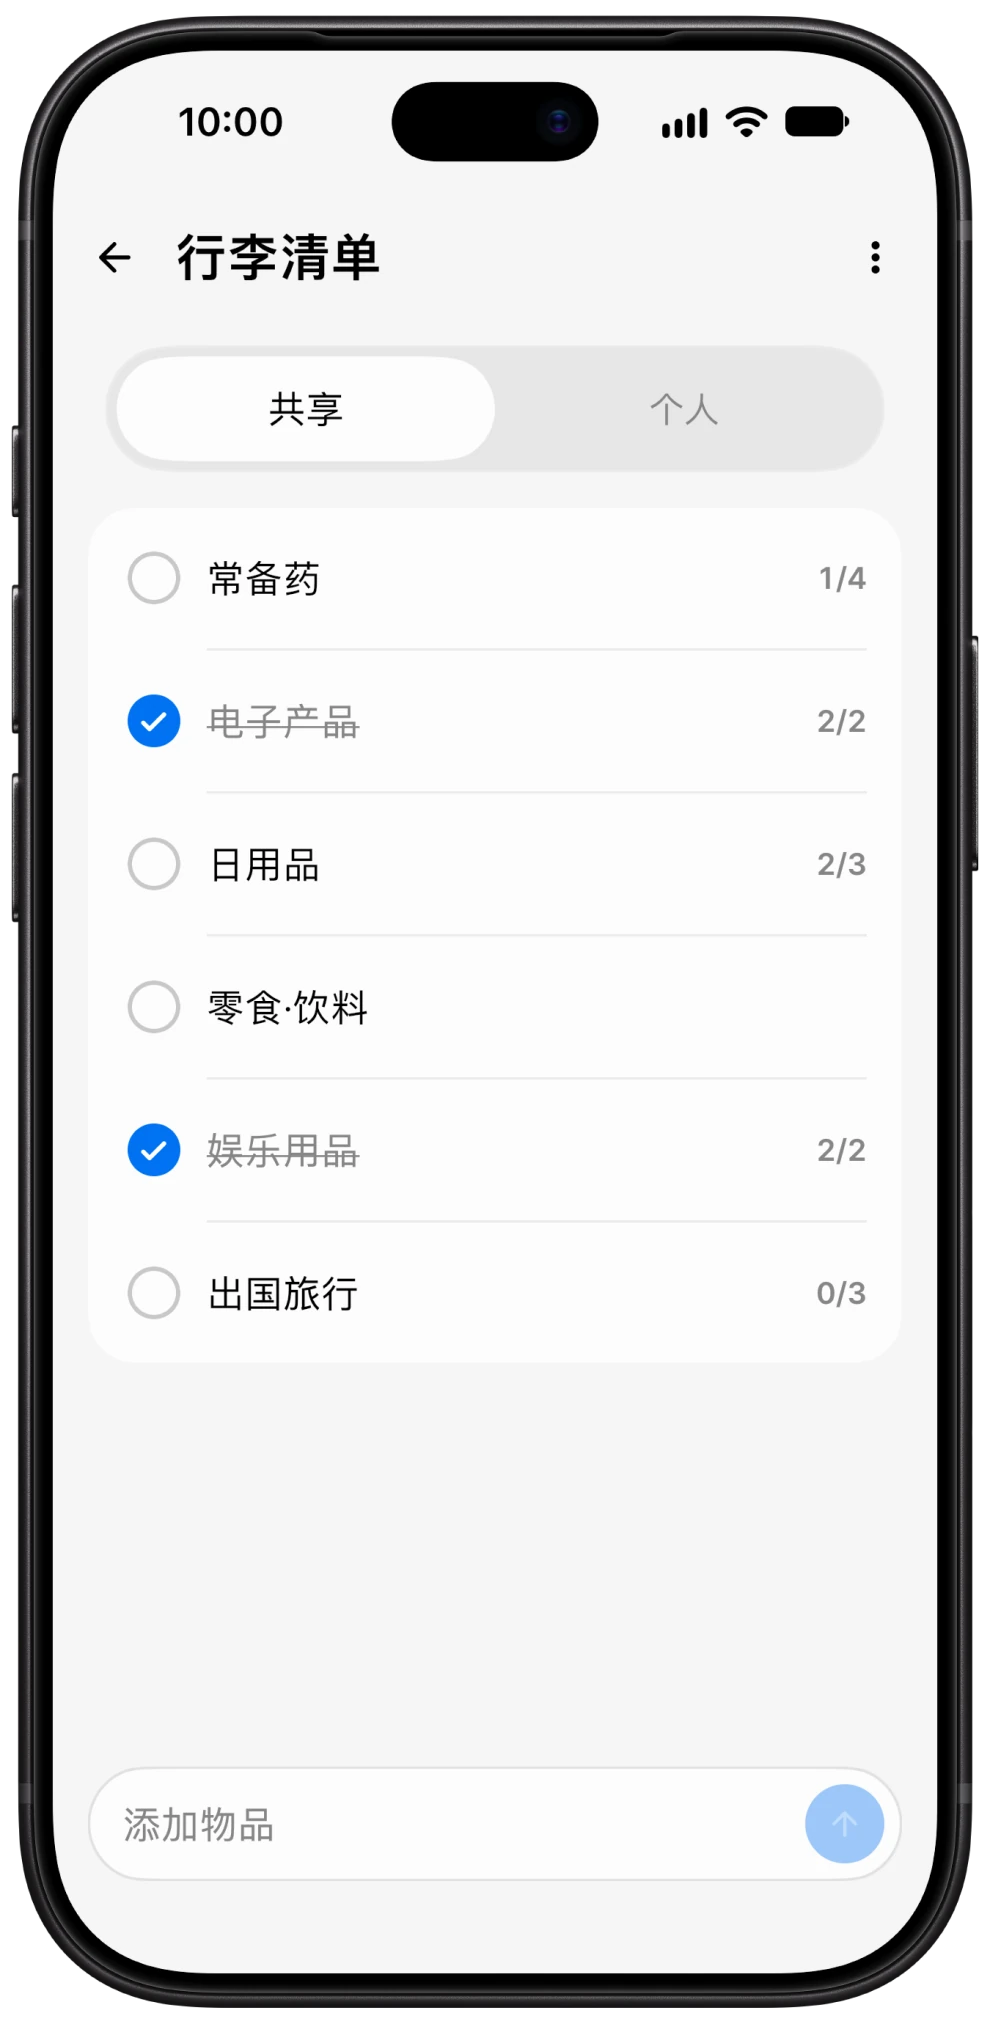 10:00
行李清单
共享 个人
常备药 1/4
电子产品 2/2
日用品 2/3
零食·饮料
娱乐用品 2/2
出国旅行 0/3
添加物品